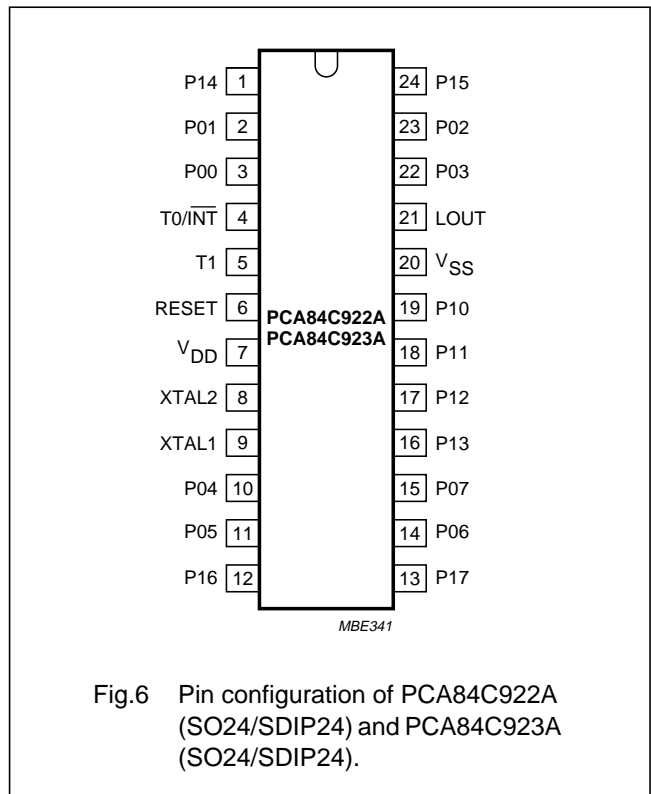 P14 1 24 P15
P01 2 23 P02
P00 3 22 P03
T0/INT 4 21 LOUT
T1 5 20 VSS
RESET 6 19 P10
PCA84C922A
PCA84C923A
VDD 7 18 P11
XTAL2 8 17 P12
XTAL1 9 16 P13
P04 10 15 P07
P05 11 14 P06
P16 12 13 P17
MBE341
Fig.6 Pin configuration of PCA84C922A
(SO24/SDIP24) and PCA84C923A
(SO24/SDIP24).